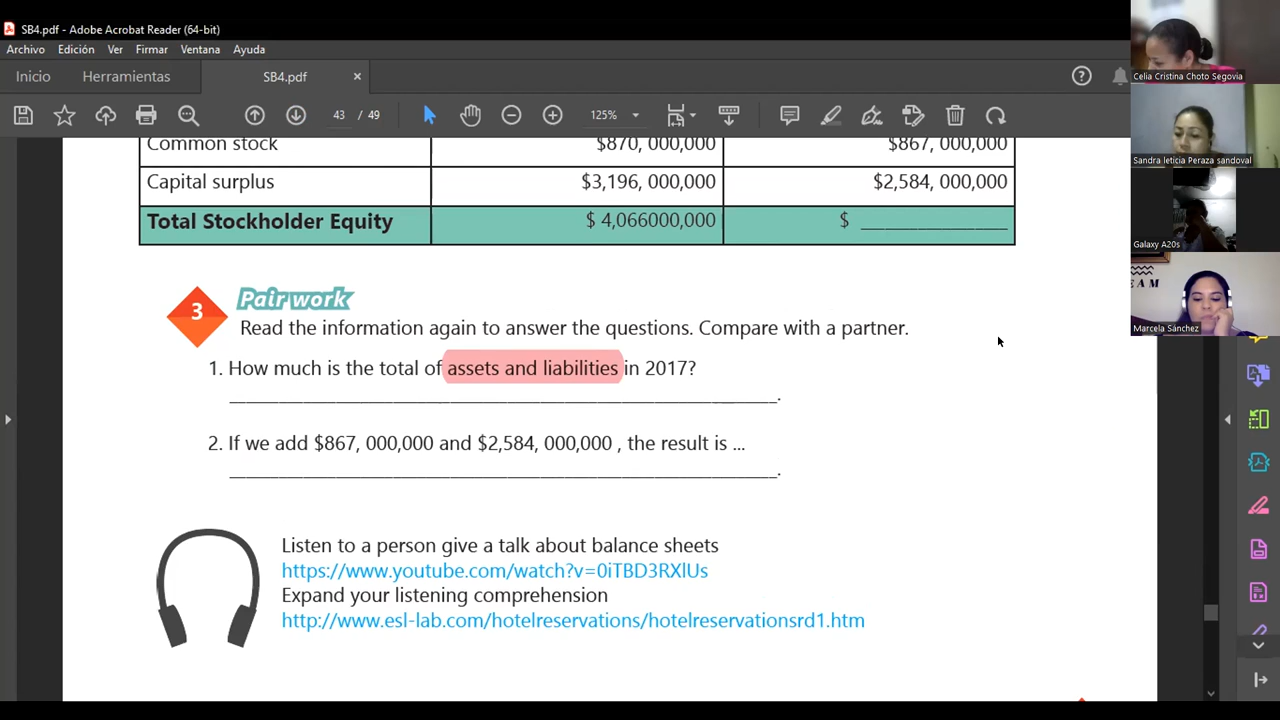 SB4.pdf - Adobe Acrobat Reader (64-bit)
Archivo Edición Ver Firmar Ventana Ayuda
Inicio Herramientas SB4.pdf ×
43 / 49 125%
Common stock $870, 000,000 $867, 000,000
Capital surplus $3,196, 000,000 $2,584, 000,000
Total Stockholder Equity $ 4,066000,000 $ _______________
3 Pair work
Read the information again to answer the questions. Compare with a partner.
1. How much is the total of assets and liabilities in 2017?
_______________.
2. If we add $867, 000,000 and $2,584, 000,000 , the result is ...
_______________.
Listen to a person give a talk about balance sheets
https://www.youtube.com/watch?v=0iTBD3RXlUs
Expand your listening comprehension
http://www.esl-lab.com/hotelreservations/hotelreservationsrd1.htm
Celia Cristina Choto Segovia
Sandra leticia Peraza sandoval
Galaxy A20s
E A M
Marcela Sánchez